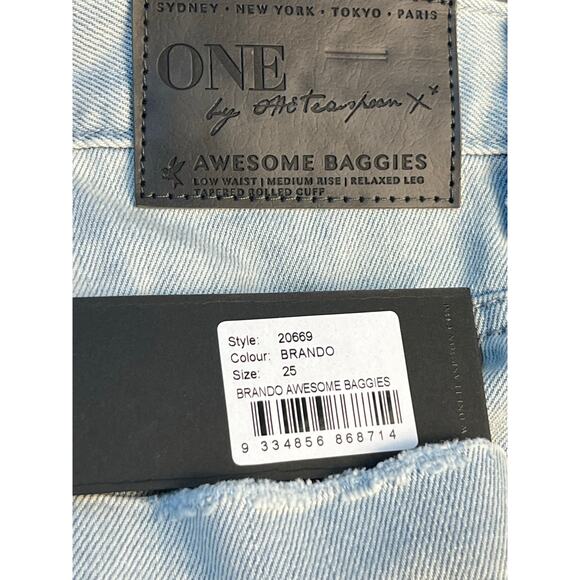 SYDNEY • NEW YORK • TOKYO • PARIS
ONE
by OneTeaspoon X*
AWESOME BAGGIES
LOW WAIST | MEDIUM RISE | RELAXED LEG
TAPERED ROLLED CUFF
Style: 20669
Colour: BRANDO
Size: 25
BRANDO AWESOME BAGGIES
9 334856 868714